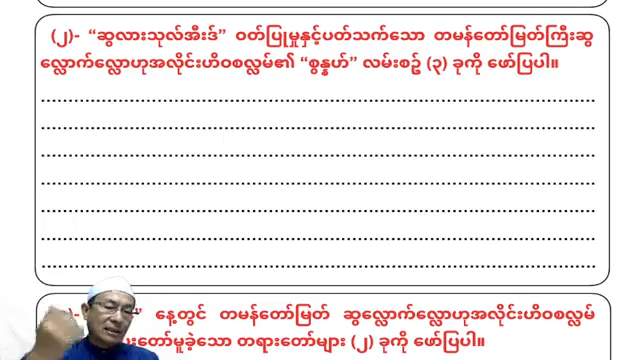 (၂)- “ဆွလားသုလ်အီးဒ်” ဝတ်ပြုမှုနှင့်ပတ်သက်သော တမန်တော်မြတ်ကြီးဆွ
လ္လောက်လ္လောဟုအလိုင်းဟိဝစလ္လမ်၏ “စွန္နဟ်” လမ်းစဥ် (၃) ခုကို ဖော်ပြပါ။
နေ့တွင် တမန်တော်မြတ် ဆွလ္လောက်လ္လောဟုအလိုင်းဟိဝစလ္လမ်
တော်မူခဲ့သော တရားတော်များ (၂) ခုကို ဖော်ပြပါ။